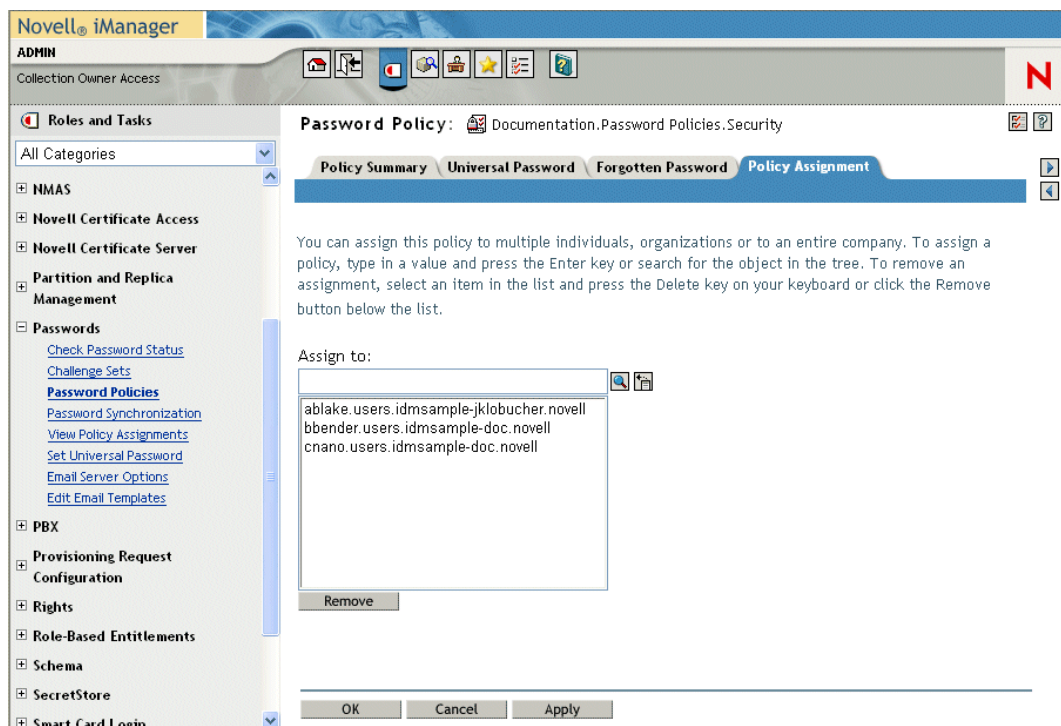 Novell® iManager
ADMIN
Collection Owner Access
N
Roles and Tasks
All Categories
NMAS
Novell Certificate Access
Novell Certificate Server
Partition and Replica
Management
Passwords
Check Password Status
Challenge Sets
Password Policies
Password Synchronization
View Policy Assignments
Set Universal Password
Email Server Options
Edit Email Templates
PBX
Provisioning Request
Configuration
Rights
Role-Based Entitlements
Schema
SecretStore
Smart Card Login
Password Policy: Documentation.Password Policies.Security
Policy Summary Universal Password Forgotten Password Policy Assignment
You can assign this policy to multiple individuals, organizations or to an entire company. To assign a
policy, type in a value and press the Enter key or search for the object in the tree. To remove an
assignment, select an item in the list and press the Delete key on your keyboard or click the Remove
button below the list.
Assign to:
ablake.users.idmsample-jklobucher.novell
bbender.users.idmsample-doc.novell
cnano.users.idmsample-doc.novell
Remove
OK Cancel Apply